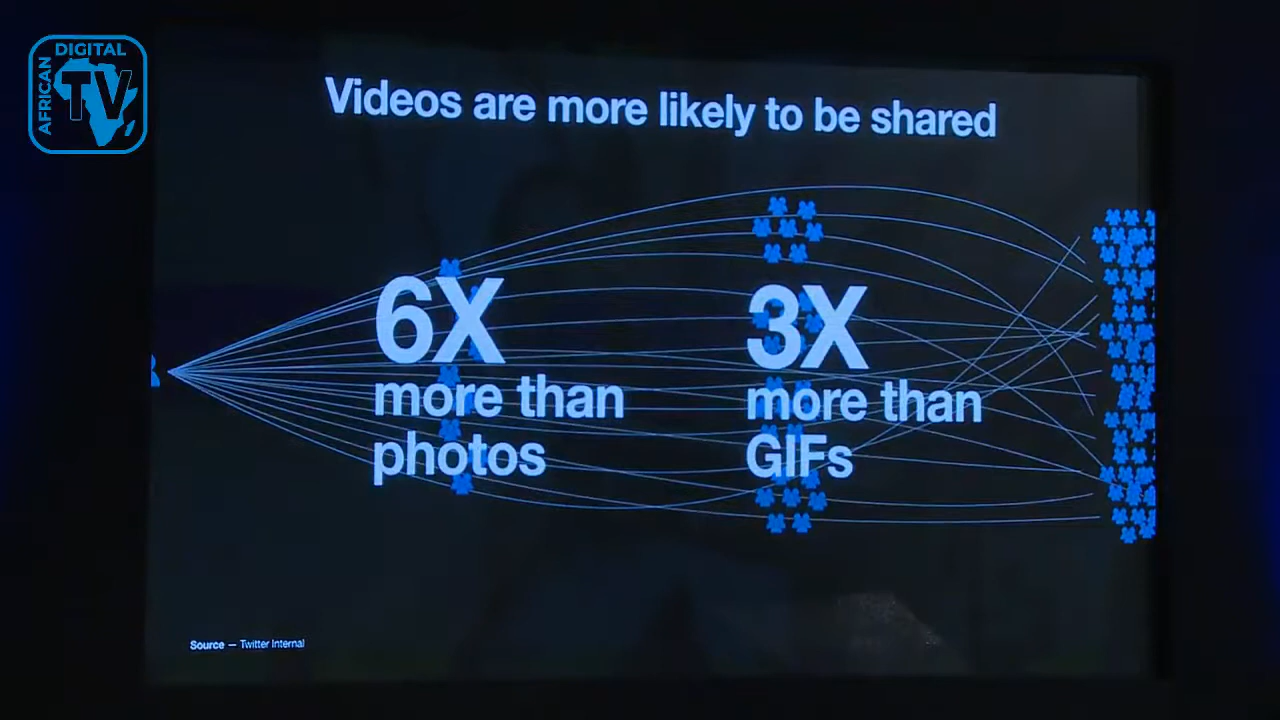 AFRICAN
DIGITAL
TV
Videos are more likely to be shared
6X
more than
photos
3X
more than
GIFs
Source — Twitter Internal